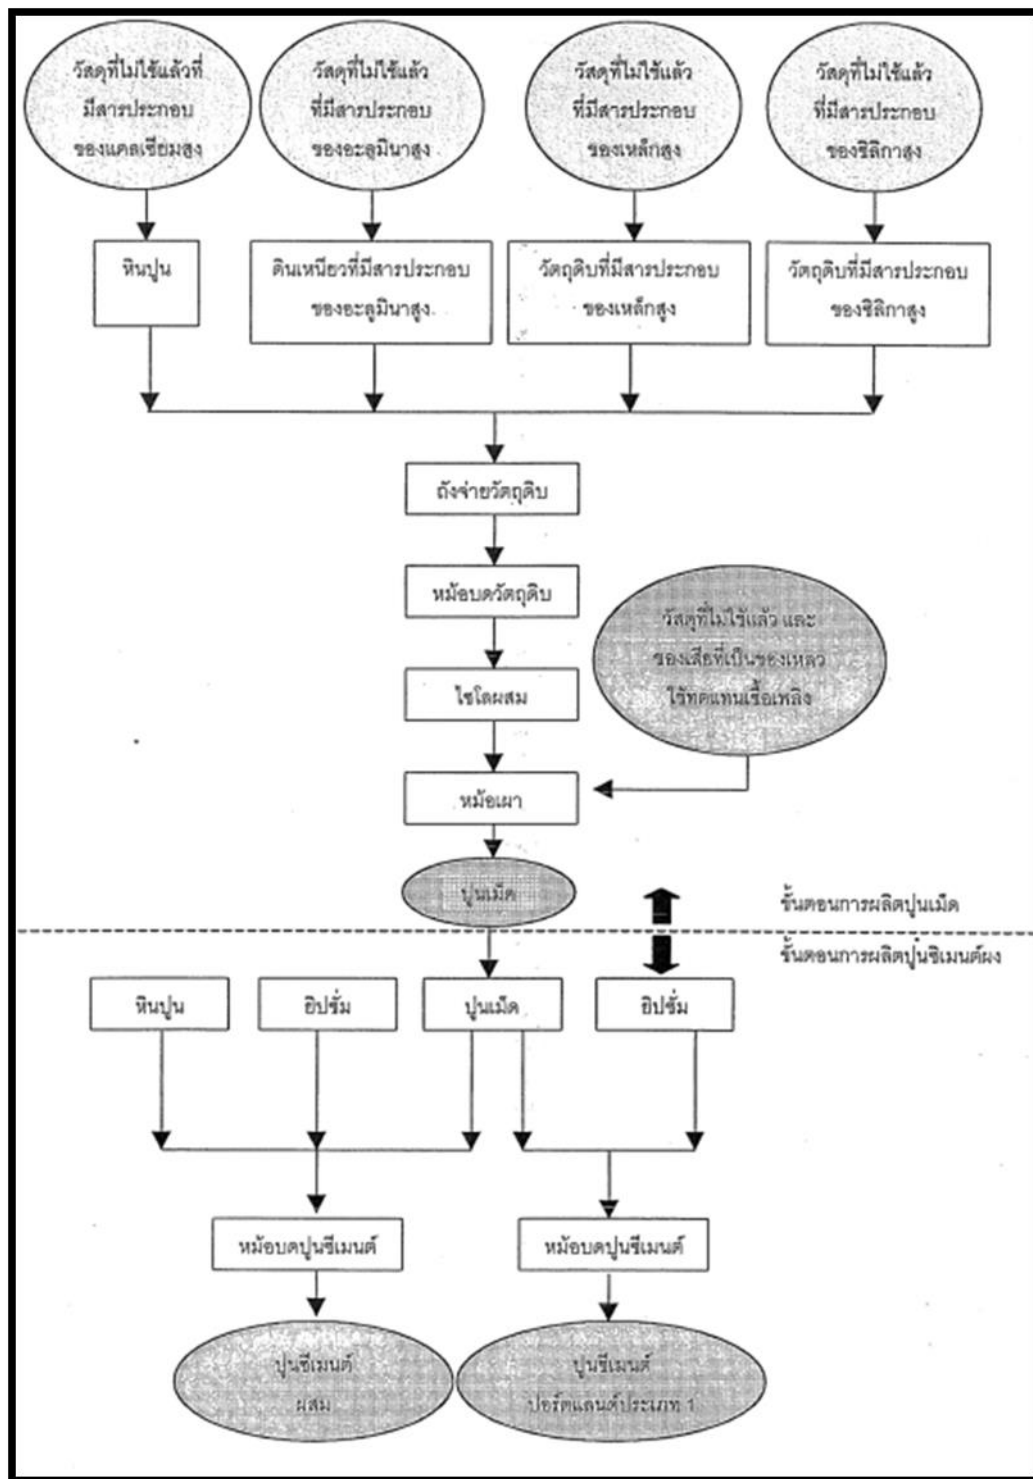 วัสดุที่ไม่ใช้แล้วที่
มีสารประกอบ
ของแคลเซียมสูง
วัสดุที่ไม่ใช้แล้ว
ที่มีสารประกอบ
ของอะลูมินาสูง
วัสดุที่ไม่ใช้แล้ว
ที่มีสารประกอบ
ของเหล็กสูง
วัสดุที่ไม่ใช้แล้ว
ที่มีสารประกอบ
ของซิลิกาสูง
หินปูน
ดินเหนียวที่มีสารประกอบ
ของอะลูมินาสูง
วัตถุดิบที่มีสารประกอบ
ของเหล็กสูง
วัตถุดิบที่มีสารประกอบ
ของซิลิกาสูง
ถังจ่ายวัตถุดิบ
หม้อบดวัตถุดิบ
วัสดุที่ไม่ใช้แล้ว และ
ของเสียที่เป็นของเหลว
ใช้ทดแทนเชื้อเพลิง
ไซโลผสม
หม้อเผา
ปูนเม็ด
ขั้นตอนการผลิตปูนเม็ด
ขั้นตอนการผลิตปูนซิเมนต์ผง
หินปูน
ยิปซั่ม
ปูนเม็ด
ยิปซั่ม
หม้อบดปูนซีเมนต์
หม้อบดปูนซีเมนต์
ปูนซีเมนต์
ผสม
ปูนซีเมนต์
ปอร์ตแลนด์ประเภท 1